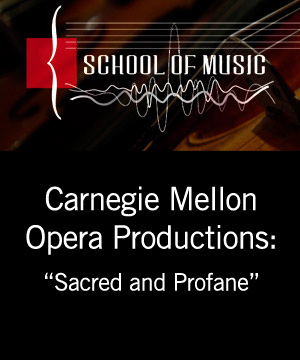 SCHOOL OF MUSIC
Carnegie Mellon
Opera Productions:
“Sacred and Profane”